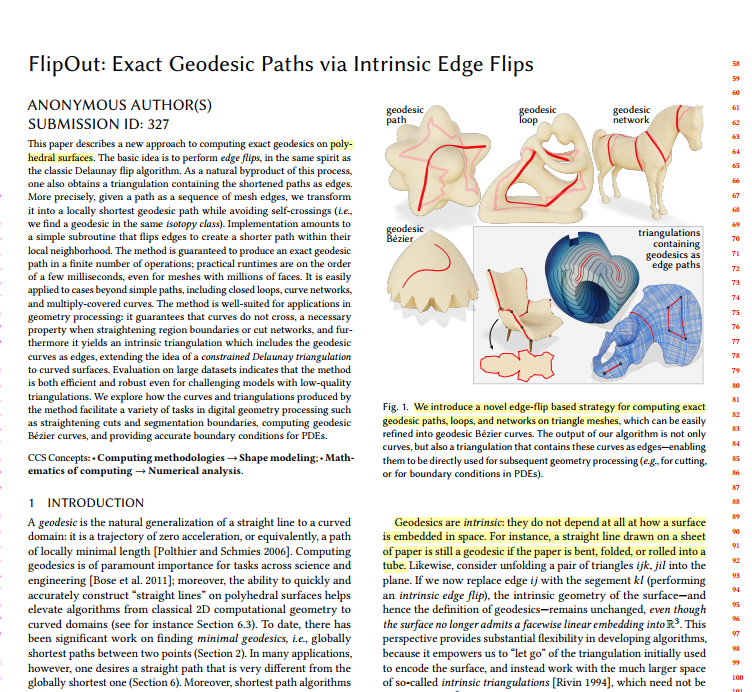 FlipOut: Exact Geodesic Paths via Intrinsic Edge Flips
ANONYMOUS AUTHOR(S)
SUBMISSION ID: 327
This paper describes a new approach to computing exact geodesics on poly-
hedral surfaces. The basic idea is to perform edge flips, in the same spirit as
the classic Delaunay flip algorithm. As a natural byproduct of this process,
one also obtains a triangulation containing the shortened paths as edges.
More precisely, given a path as a sequence of mesh edges, we transform
it into a locally shortest geodesic path while avoiding self-crossings (i.e.,
we find a geodesic in the same isotopy class). Implementation amounts to
a simple subroutine that flips edges to create a shorter path within their
local neighborhood. The method is guaranteed to produce an exact geodesic
path in a finite number of operations; practical runtimes are on the order
of a few milliseconds, even for meshes with millions of faces. It is easily
applied to cases beyond simple paths, including closed loops, curve networks,
and multiply-covered curves. The method is well-suited for applications in
geometry processing: it guarantees that curves do not cross, a necessary
property when straightening region boundaries or cut networks, and fur-
thermore it yields an intrinsic triangulation which includes the geodesic
curves as edges, extending the idea of a constrained Delaunay triangulation
to curved surfaces. Evaluation on large datasets indicates that the method
is both efficient and robust even for challenging models with low-quality
triangulations. We explore how the curves and triangulations produced by
the method facilitate a variety of tasks in digital geometry processing such
as straightening cuts and segmentation boundaries, computing geodesic
Bézier curves, and providing accurate boundary conditions for PDEs.
CCS Concepts: • Computing methodologies → Shape modeling; • Math-
ematics of computing → Numerical analysis.
1 INTRODUCTION
A geodesic is the natural generalization of a straight line to a curved
domain: it is a trajectory of zero acceleration, or equivalently, a path
of locally minimal length [Polthier and Schmies 2006]. Computing
geodesics is of paramount importance for tasks across science and
engineering [Bose et al. 2011]; moreover, the ability to quickly and
accurately construct “straight lines” on polyhedral surfaces helps
elevate algorithms from classical 2D computational geometry to
curved domains (see for instance Section 6.3). To date, there has
been significant work on finding minimal geodesics, i.e., globally
shortest paths between two points (Section 2). In many applications,
however, one desires a straight path that is very different from the
globally shortest one (Section 6). Moreover, shortest path algorithms
geodesic
path
geodesic
loop
geodesic
network
geodesic
Bézier
triangulations
containing
geodesics as
edge paths
Fig. 1. We introduce a novel edge-flip based strategy for computing exact
geodesic paths, loops, and networks on triangle meshes, which can be easily
refined into geodesic Bézier curves. The output of our algorithm is not only
curves, but also a triangulation that contains these curves as edges—enabling
them to be directly used for subsequent geometry processing (e.g., for cutting,
or for boundary conditions in PDEs).
Geodesics are intrinsic: they do not depend at all at how a surface
is embedded in space. For instance, a straight line drawn on a sheet
of paper is still a geodesic if the paper is bent, folded, or rolled into a
tube. Likewise, consider unfolding a pair of triangles ijk, jil into the
plane. If we now replace edge ij with the segement kl (performing
an intrinsic edge flip), the intrinsic geometry of the surface—and
hence the definition of geodesics—remains unchanged, even though
the surface no longer admits a facewise linear embedding into ℝ³. This
perspective provides substantial flexibility in developing algorithms,
because it empowers us to “let go” of the triangulation initially used
to encode the surface, and instead work with the much larger space
of so-called intrinsic triangulations [Rivin 1994], which need not be
58
59
60
61
62
63
64
65
66
67
68
69
70
71
72
73
74
75
76
77
78
79
80
81
82
83
84
85
86
87
88
89
90
91
92
93
94
95
96
97
98
99
100
101